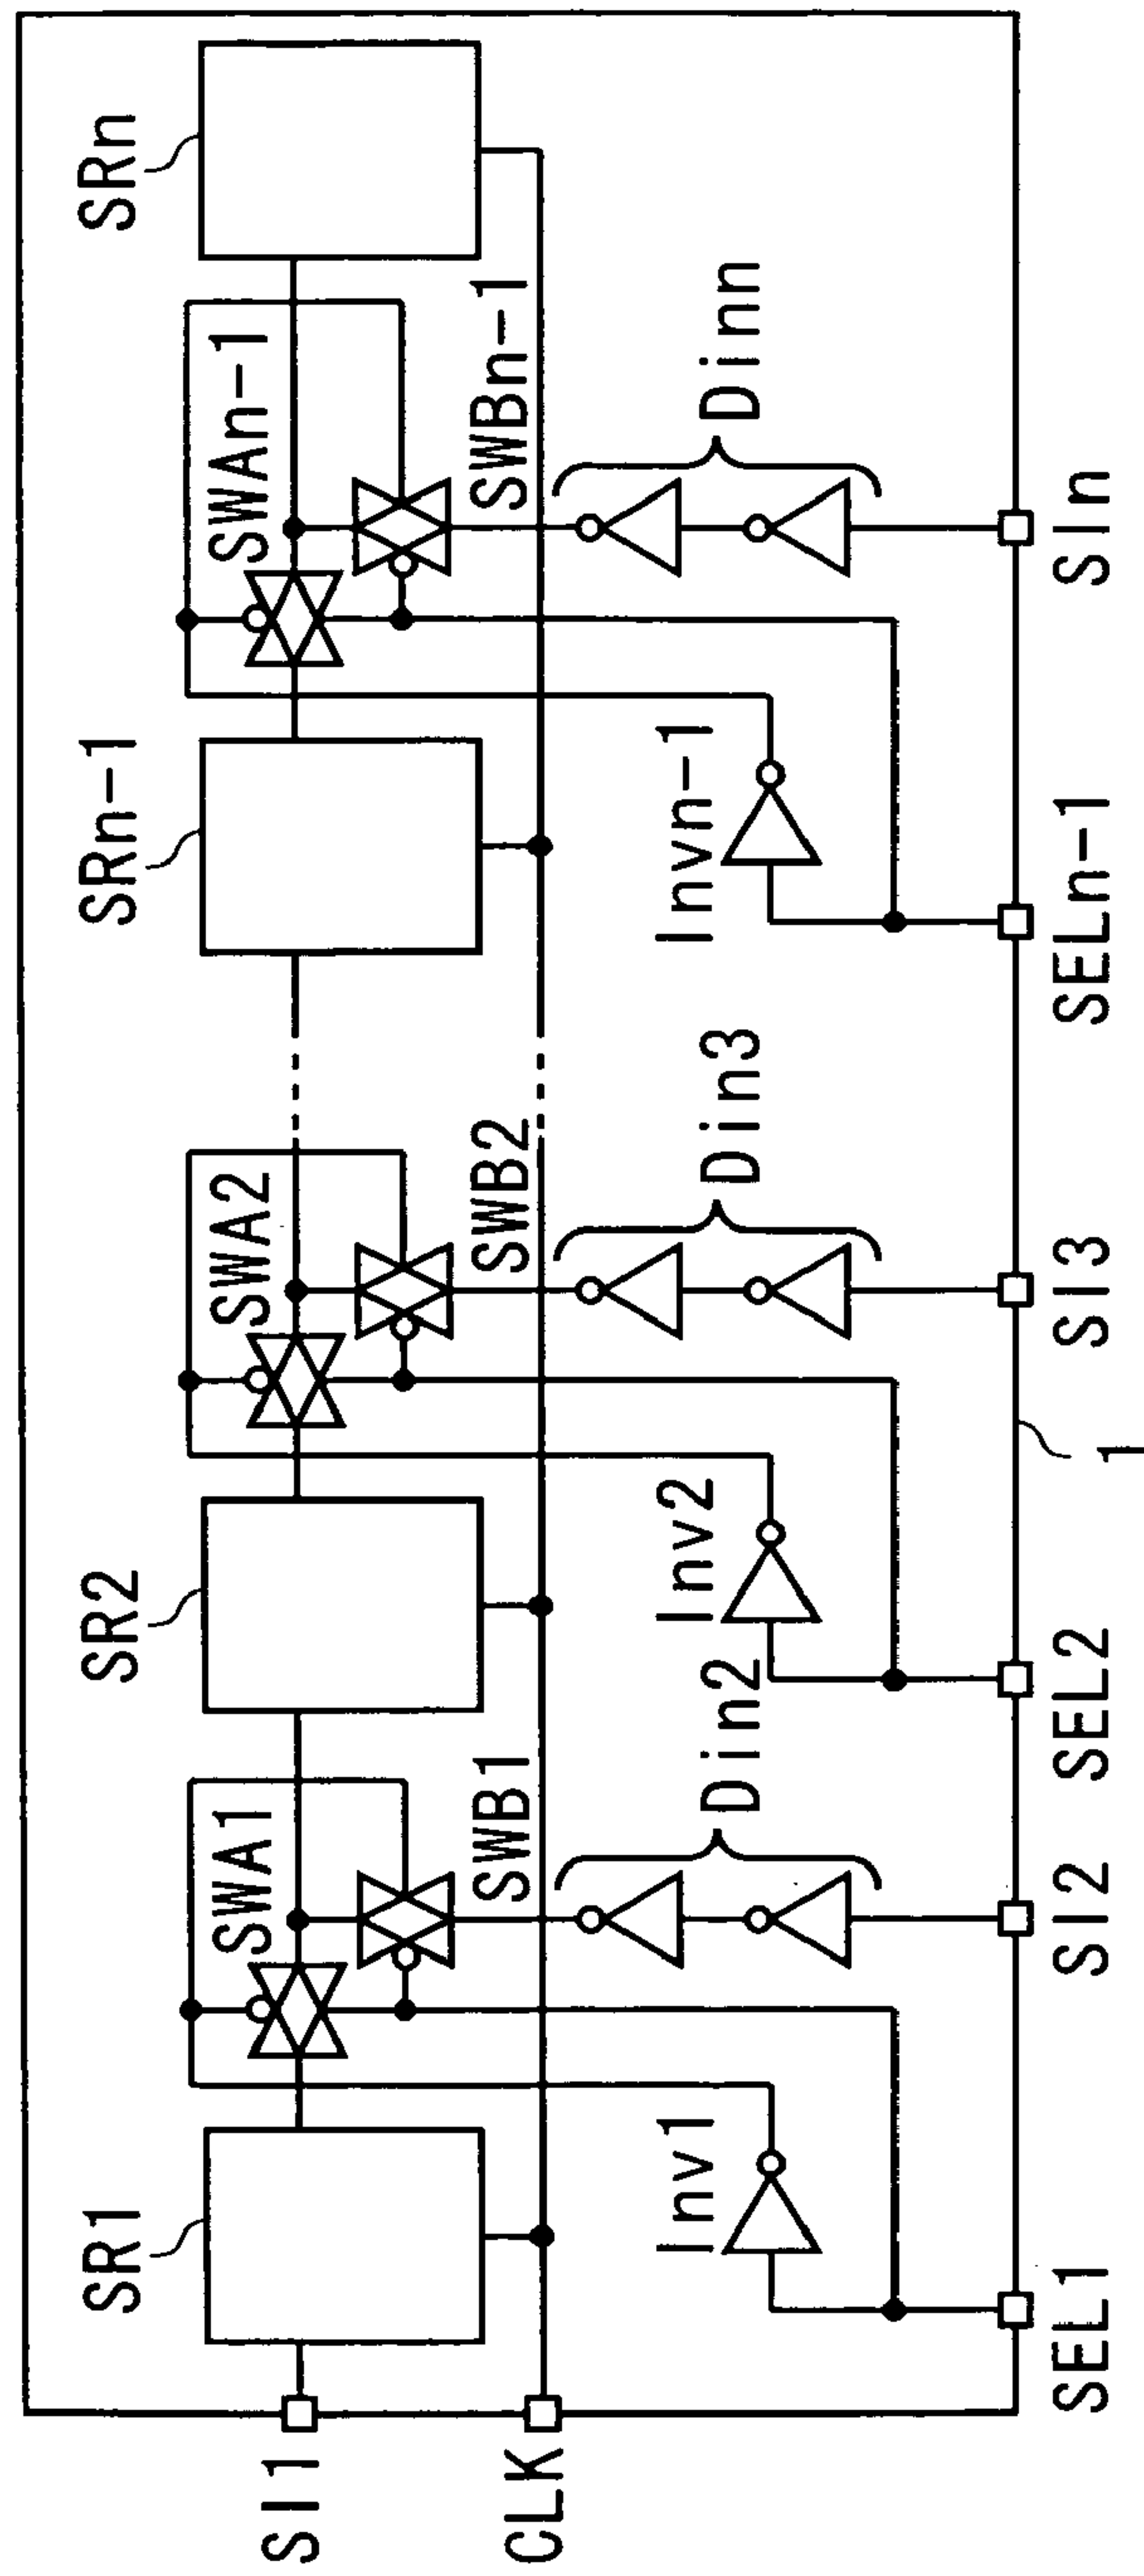 SR1
SR2
SRn-1
SRn
SWA1
SWA2
SWAn-1
SI1
SWB1
SWB2
SWBn-1
CLK
Inv1
Din2
Inv2
Din3
Invn-1
Dinn
SEL1
SI2
SEL2
SI3
SELn-1
SIn
1